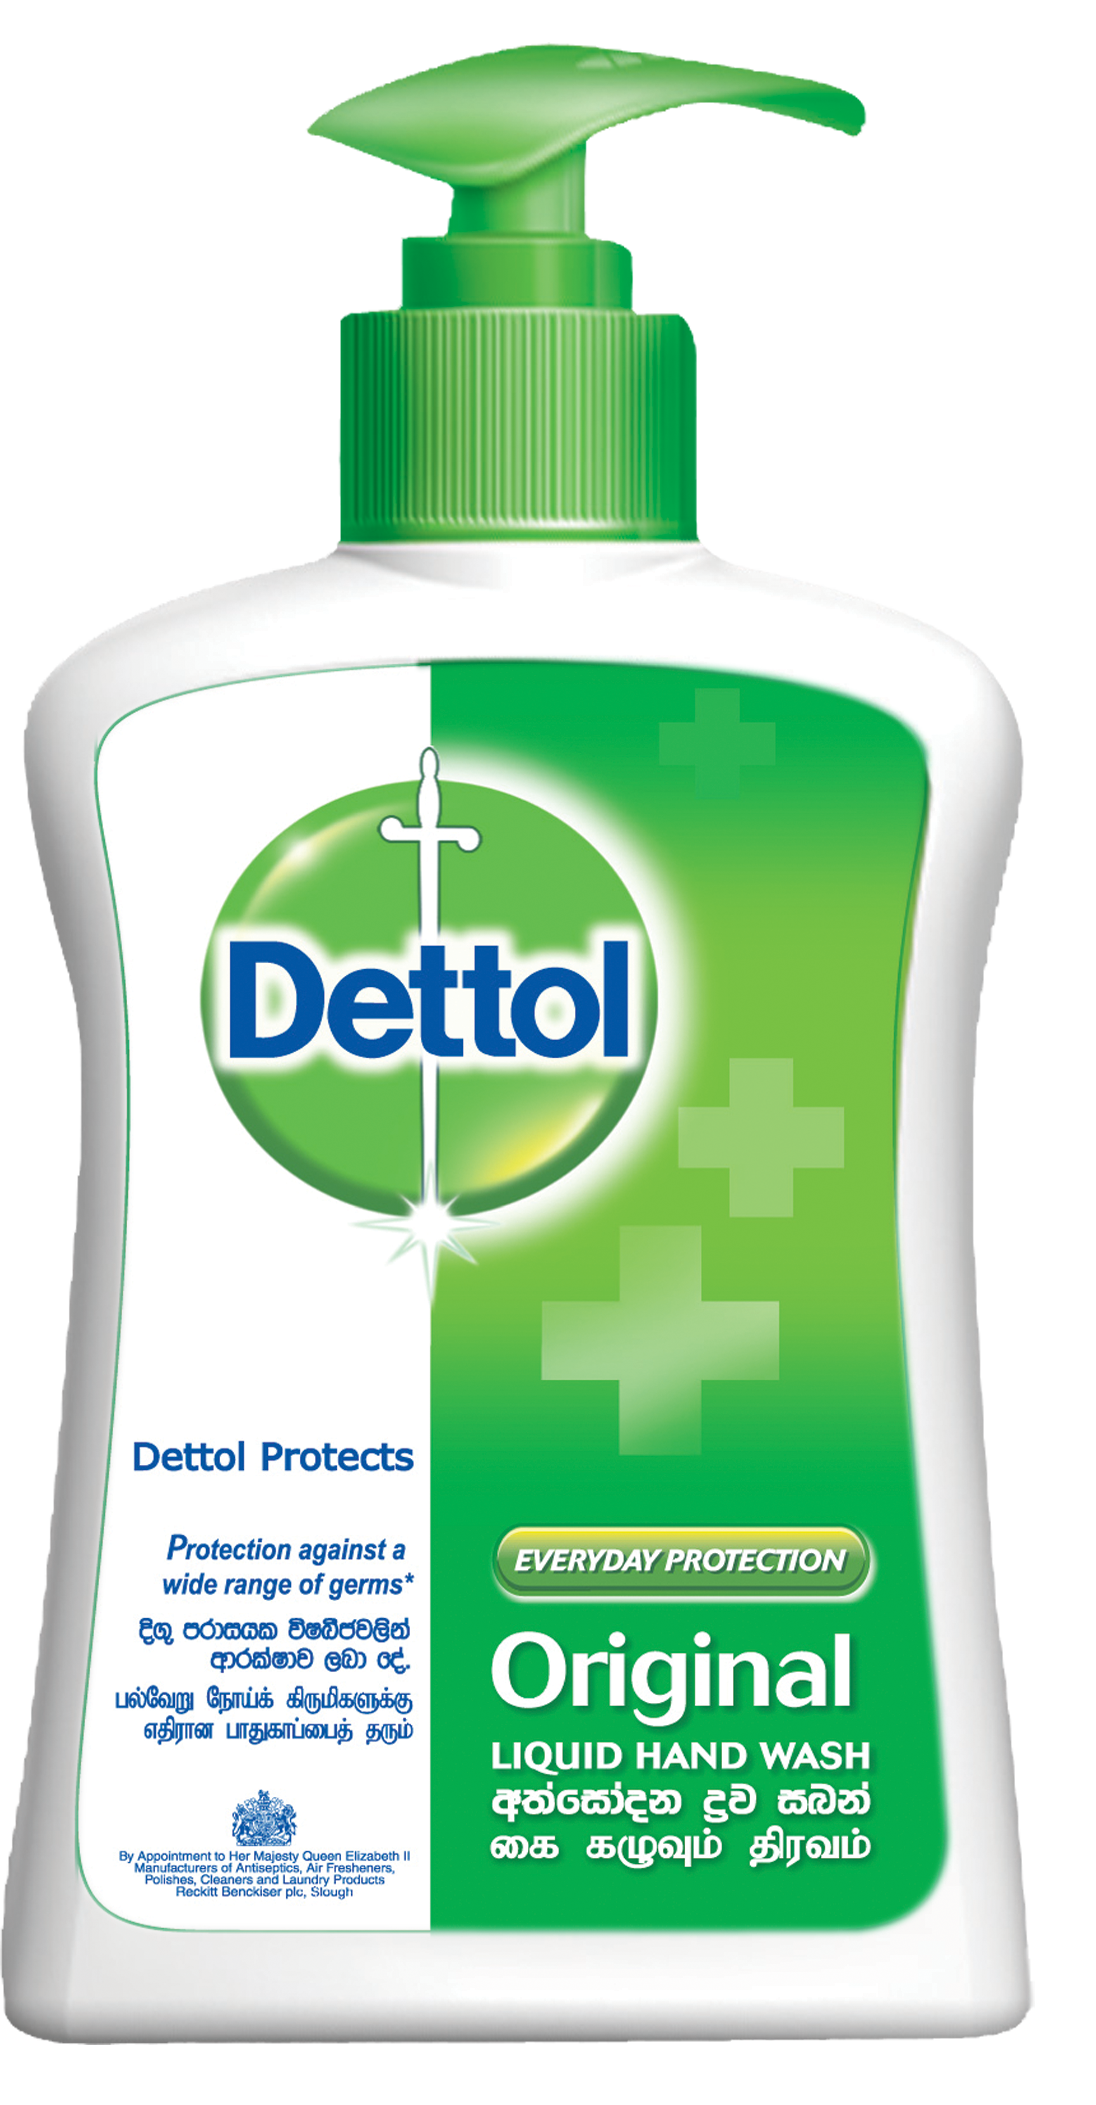 Dettol
Dettol Protects
Protection against a
wide range of germs*
දිගු පරාසයක විෂබීජවලින්
ආරක්ෂාව ලබා දේ.
பல்வேறு நோய்க் கிருமிகளுக்கு
எதிரான பாதுகாப்பைத் தரும்
By Appointment to Her Majesty Queen Elizabeth II
Manufacturers of Antiseptics, Air Fresheners,
Polishes, Cleaners and Laundry Products
Reckitt Benckiser plc, Slough
EVERYDAY PROTECTION
Original
LIQUID HAND WASH
අත්සෝදන ද්‍රව සබන්
கை கழுவும் திரவம்